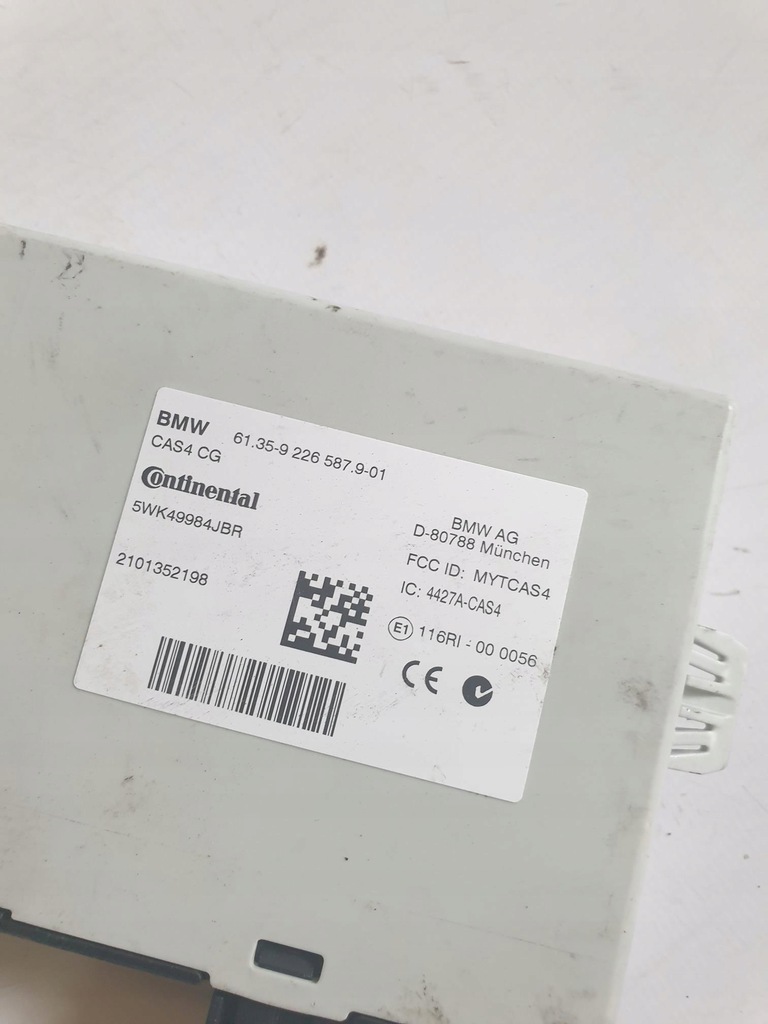 BMW 61.35-9 226 587.9-01
CAS4 CG
Continental
5WK49984JBR
2101352198
BMW AG
D-80788 München
FCC ID: MYTCAS4
IC: 4427A-CAS4
E1 116RI - 00 0056
CE